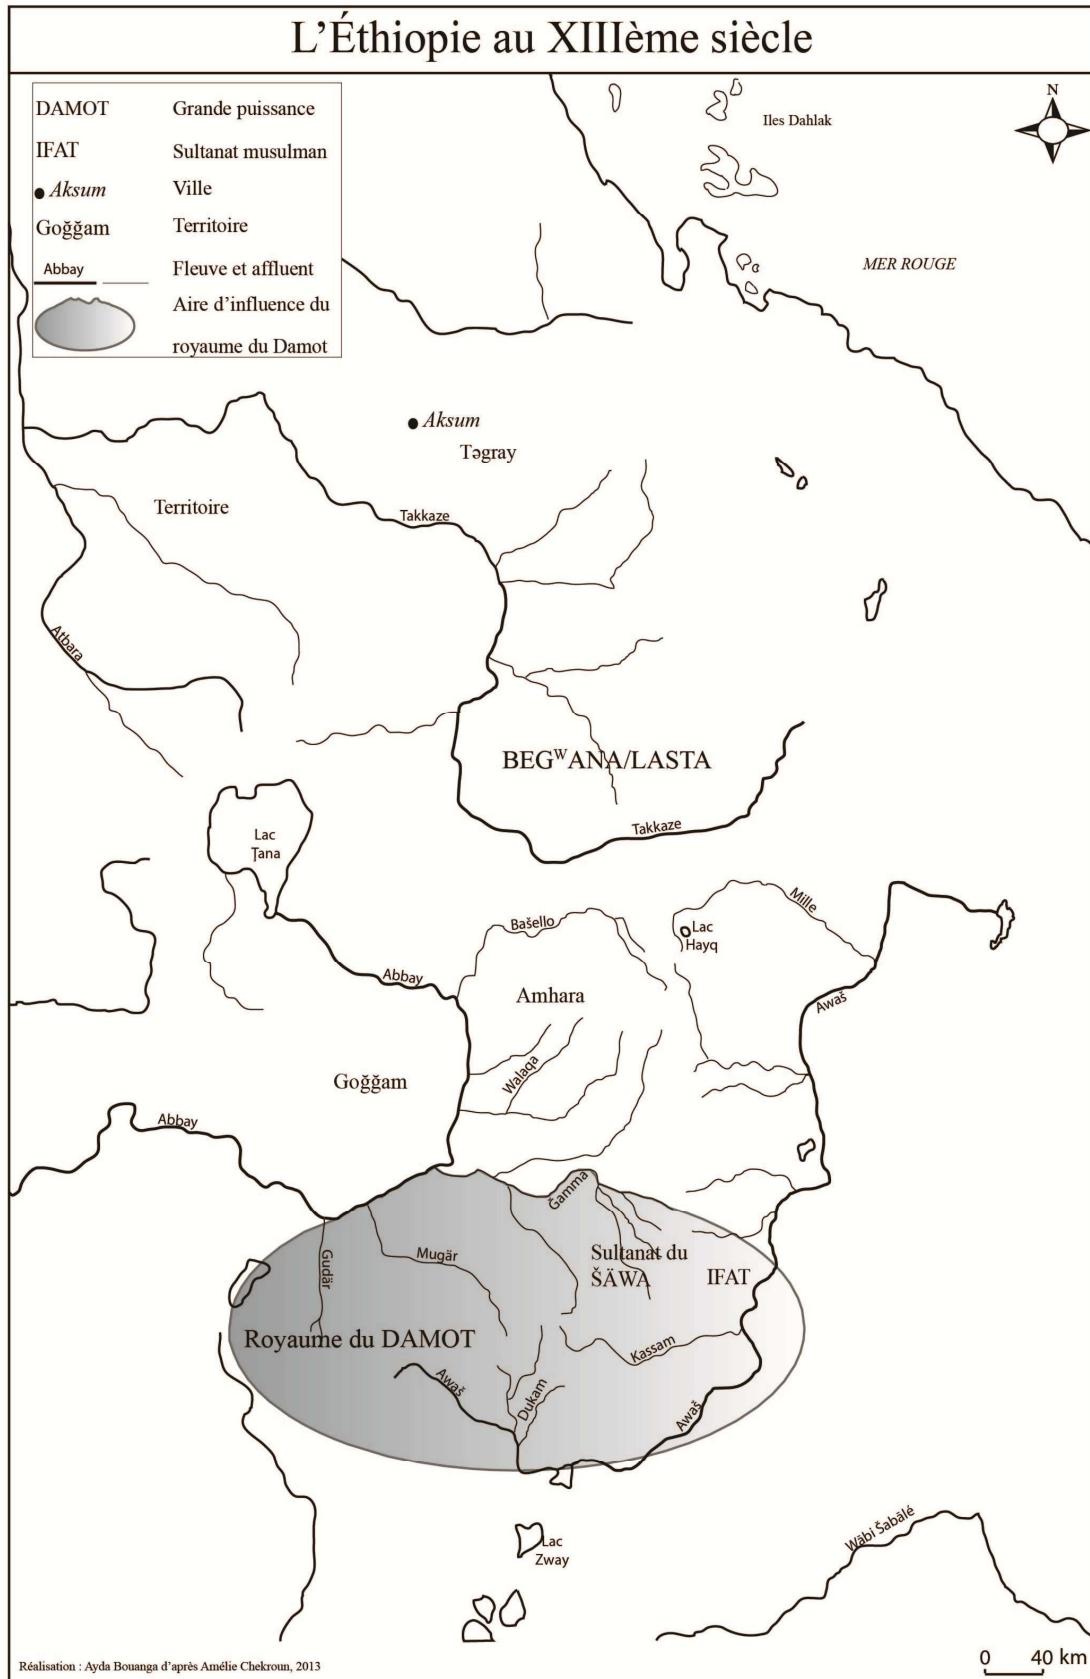 L'Éthiopie au XIIIème siècle
DAMOT Grande puissance
IFAT Sultanat musulman
Aksum Ville
Goğğam Territoire
Abbay Fleuve et affluent
Aire d'influence du
royaume du Damot
N
Iles Dahlak
MER ROUGE
Aksum
Təgray
Territoire
Takkaze
Atbara
BEGᵂANA/LASTA
Takkaze
Lac
Ṭana
Mille
Bašello
Lac
Hayq
Abbay
Amhara
Awaš
Walaqa
Goğğam
Abbay
Ğamma
Gudär
Mugär
Sultanat du
ŠÄWA
IFAT
Royaume du DAMOT
Kassam
Awaš
Dukam
Awaš
Wābi Šabālé
Lac
Zway
0 40 km
Réalisation : Ayda Bouanga d'après Amélie Chekroun, 2013